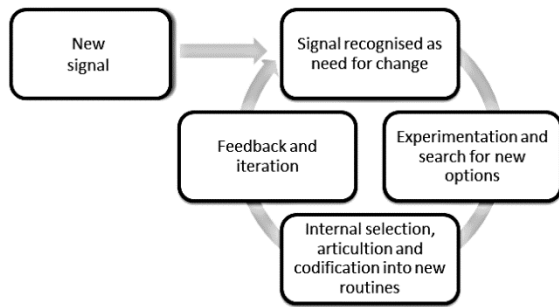 New
signal
Signal recognised as
need for change
Experimentation and
search for new
options
Internal selection,
articultion and
codification into new
routines
Feedback and
iteration